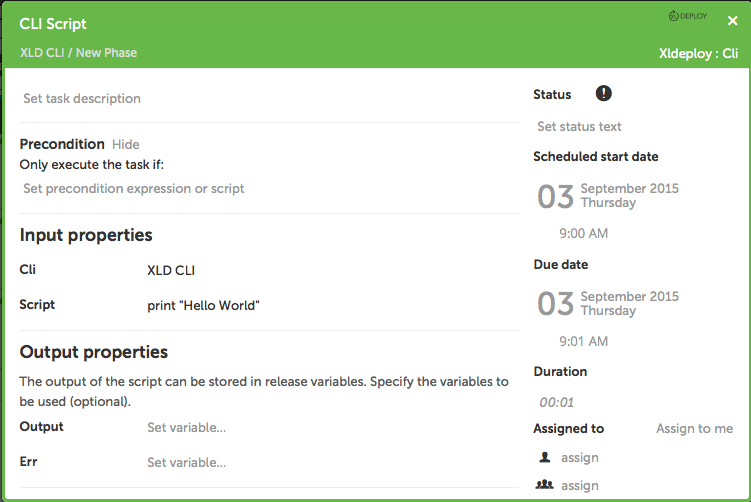 CLI Script
DEPLOY
XLD CLI / New Phase
Xldeploy : Cli
Set task description
Precondition Hide
Only execute the task if:
Set precondition expression or script
Input properties
Cli XLD CLI
Script print "Hello World"
Output properties
The output of the script can be stored in release variables. Specify the variables to
be used (optional).
Output Set variable...
Err Set variable...
Status
Set status text
Scheduled start date
03 September 2015
Thursday
9:00 AM
Due date
03 September 2015
Thursday
9:01 AM
Duration
00:01
Assigned to Assign to me
assign
assign